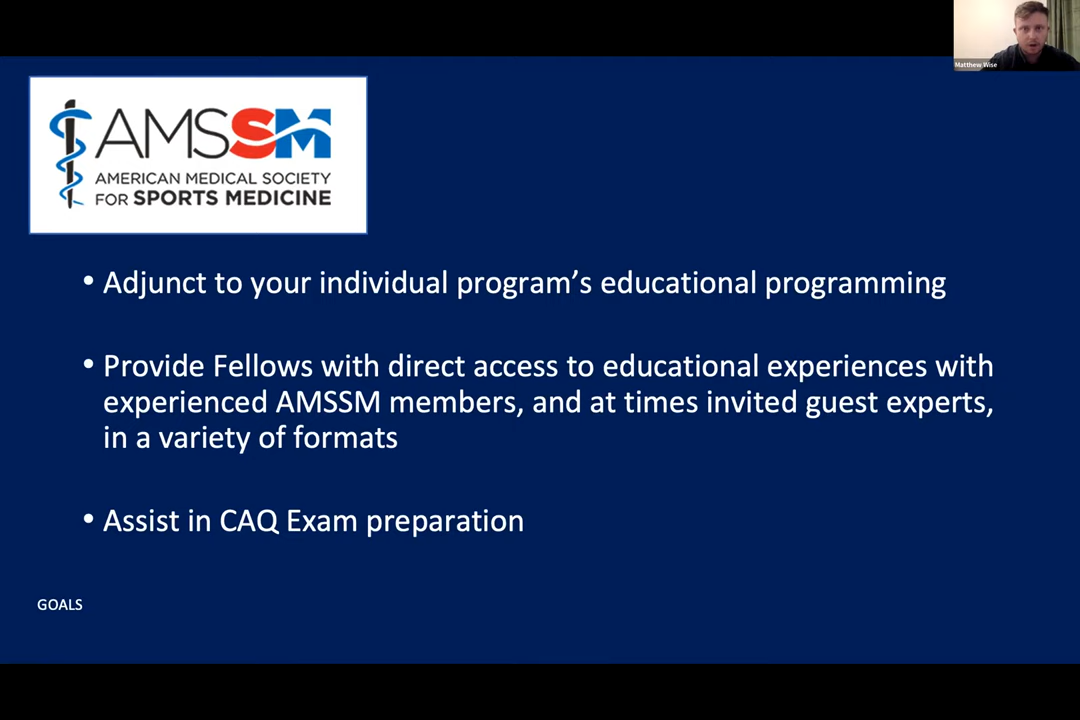 Matthew Wise
AMSSM
AMERICAN MEDICAL SOCIETY
FOR SPORTS MEDICINE
• Adjunct to your individual program’s educational programming
• Provide Fellows with direct access to educational experiences with
experienced AMSSM members, and at times invited guest experts,
in a variety of formats
• Assist in CAQ Exam preparation
GOALS